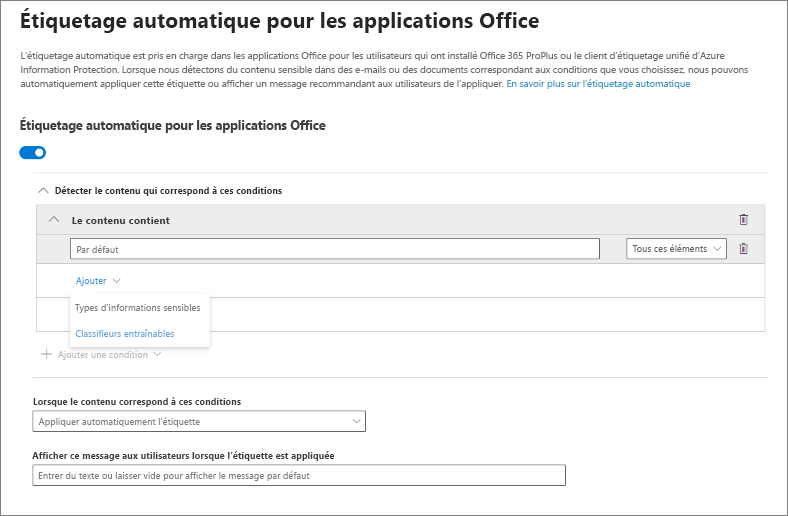 Étiquetage automatique pour les applications Office
L'étiquetage automatique est pris en charge dans les applications Office pour les utilisateurs qui ont installé Office 365 ProPlus ou le client d'étiquetage unifié d'Azure
Information Protection. Lorsque nous détectons du contenu sensible dans des e-mails ou des documents correspondant aux conditions que vous choisissez, nous pouvons
automatiquement appliquer cette étiquette ou afficher un message recommandant aux utilisateurs de l'appliquer. En savoir plus sur l'étiquetage automatique
Étiquetage automatique pour les applications Office
Détecter le contenu qui correspond à ces conditions
Le contenu contient
Par défaut
Tous ces éléments
Ajouter
Types d'informations sensibles
Classifieurs entraînables
Ajouter une condition
Lorsque le contenu correspond à ces conditions
Appliquer automatiquement l'étiquette
Afficher ce message aux utilisateurs lorsque l'étiquette est appliquée
Entrer du texte ou laisser vide pour afficher le message par défaut